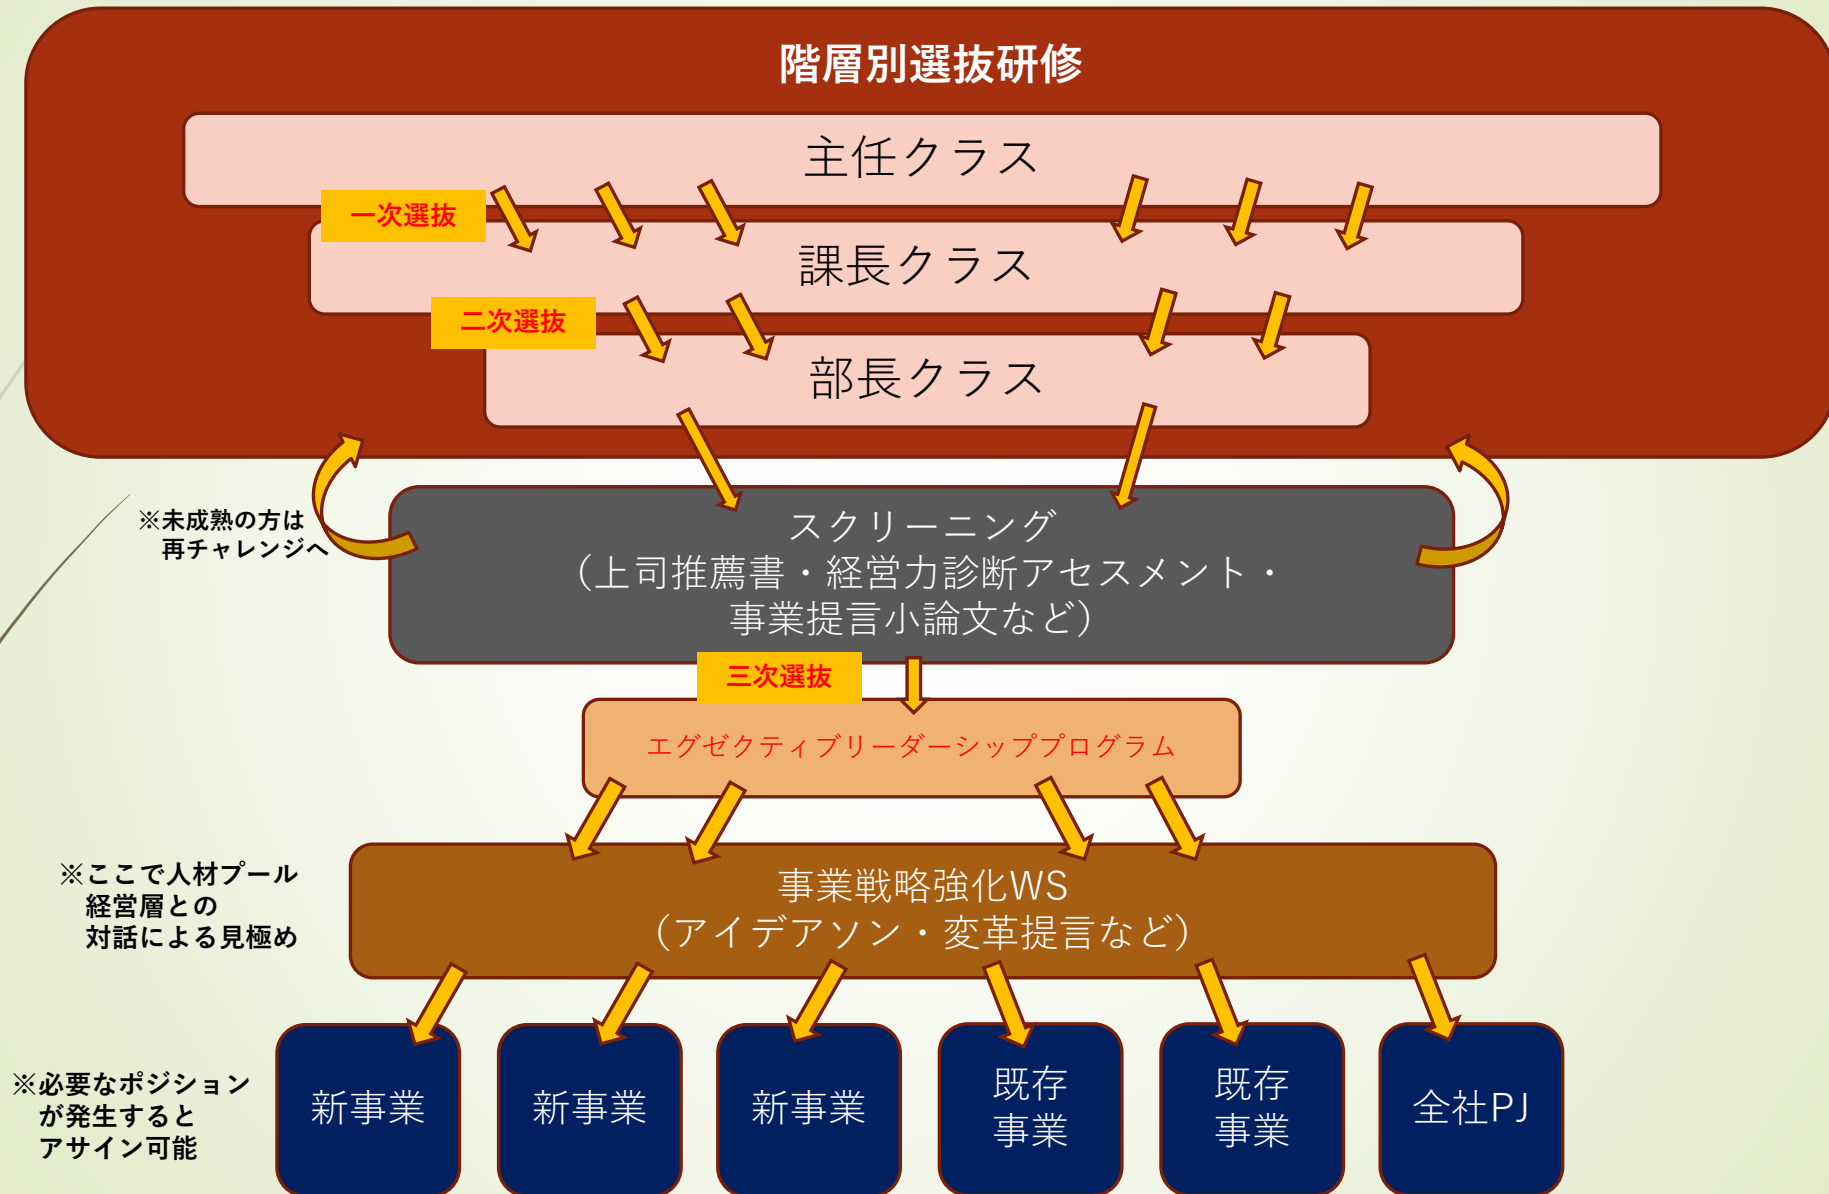 階層別選抜研修
主任クラス
一次選抜
課長クラス
二次選抜
部長クラス
※未成熟の方は
再チャレンジへ
スクリーニング
（上司推薦書・経営力診断アセスメント・
事業提言小論文など）
三次選抜
エグゼクティブリーダーシッププログラム
※ここで人材プール
経営層との
対話による見極め
事業戦略強化WS
（アイデアソン・変革提言など）
※必要なポジション
が発生すると
アサイン可能
新事業
新事業
新事業
既存
事業
既存
事業
全社PJ